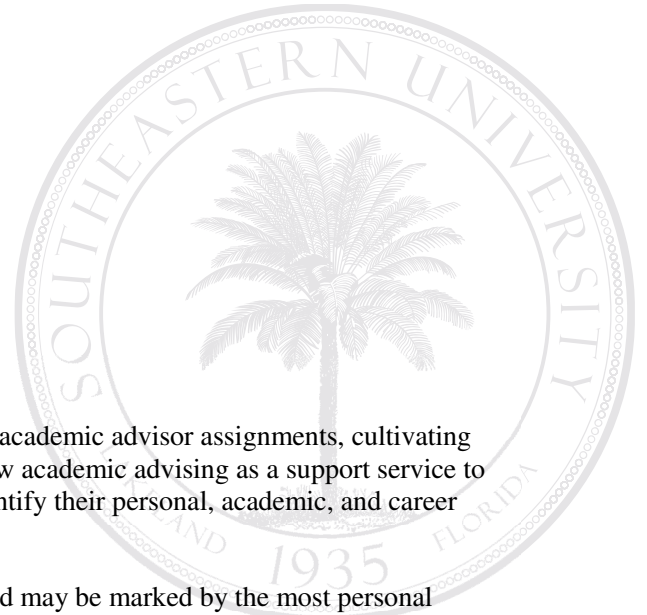 SOUTHEASTERN UNIVERSITY
academic advisor assignments, cultivating
w academic advising as a support service to
ntify their personal, academic, and career
LAKELAND FLORIDA
1935
d may be marked by the most personal